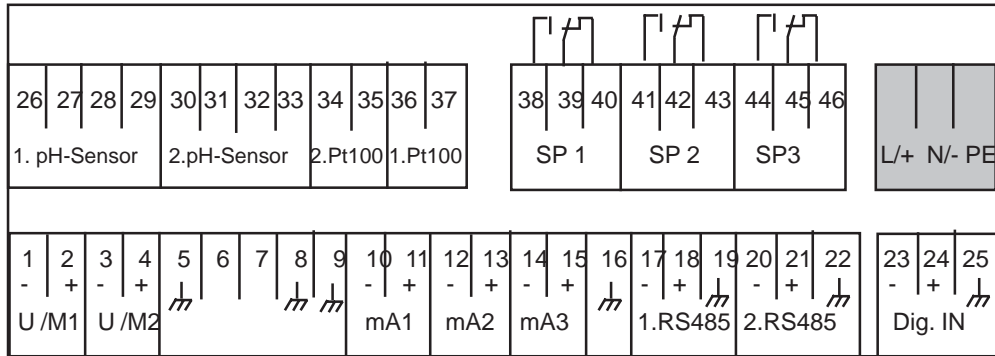 26 27 28 29 30 31 32 33 34 35 36 37 38 39 40 41 42 43 44 45 46
1. pH-Sensor 2.pH-Sensor 2.Pt100 1.Pt100 SP 1 SP 2 SP3 L/+ N/- PE
1 2 3 4 5 6 7 8 9 10 11 12 13 14 15 16 17 18 19 20 21 22 23 24 25
- + - + - + - + - + - + - + - +
U /M1 U /M2 mA1 mA2 mA3 1.RS485 2.RS485 Dig. IN